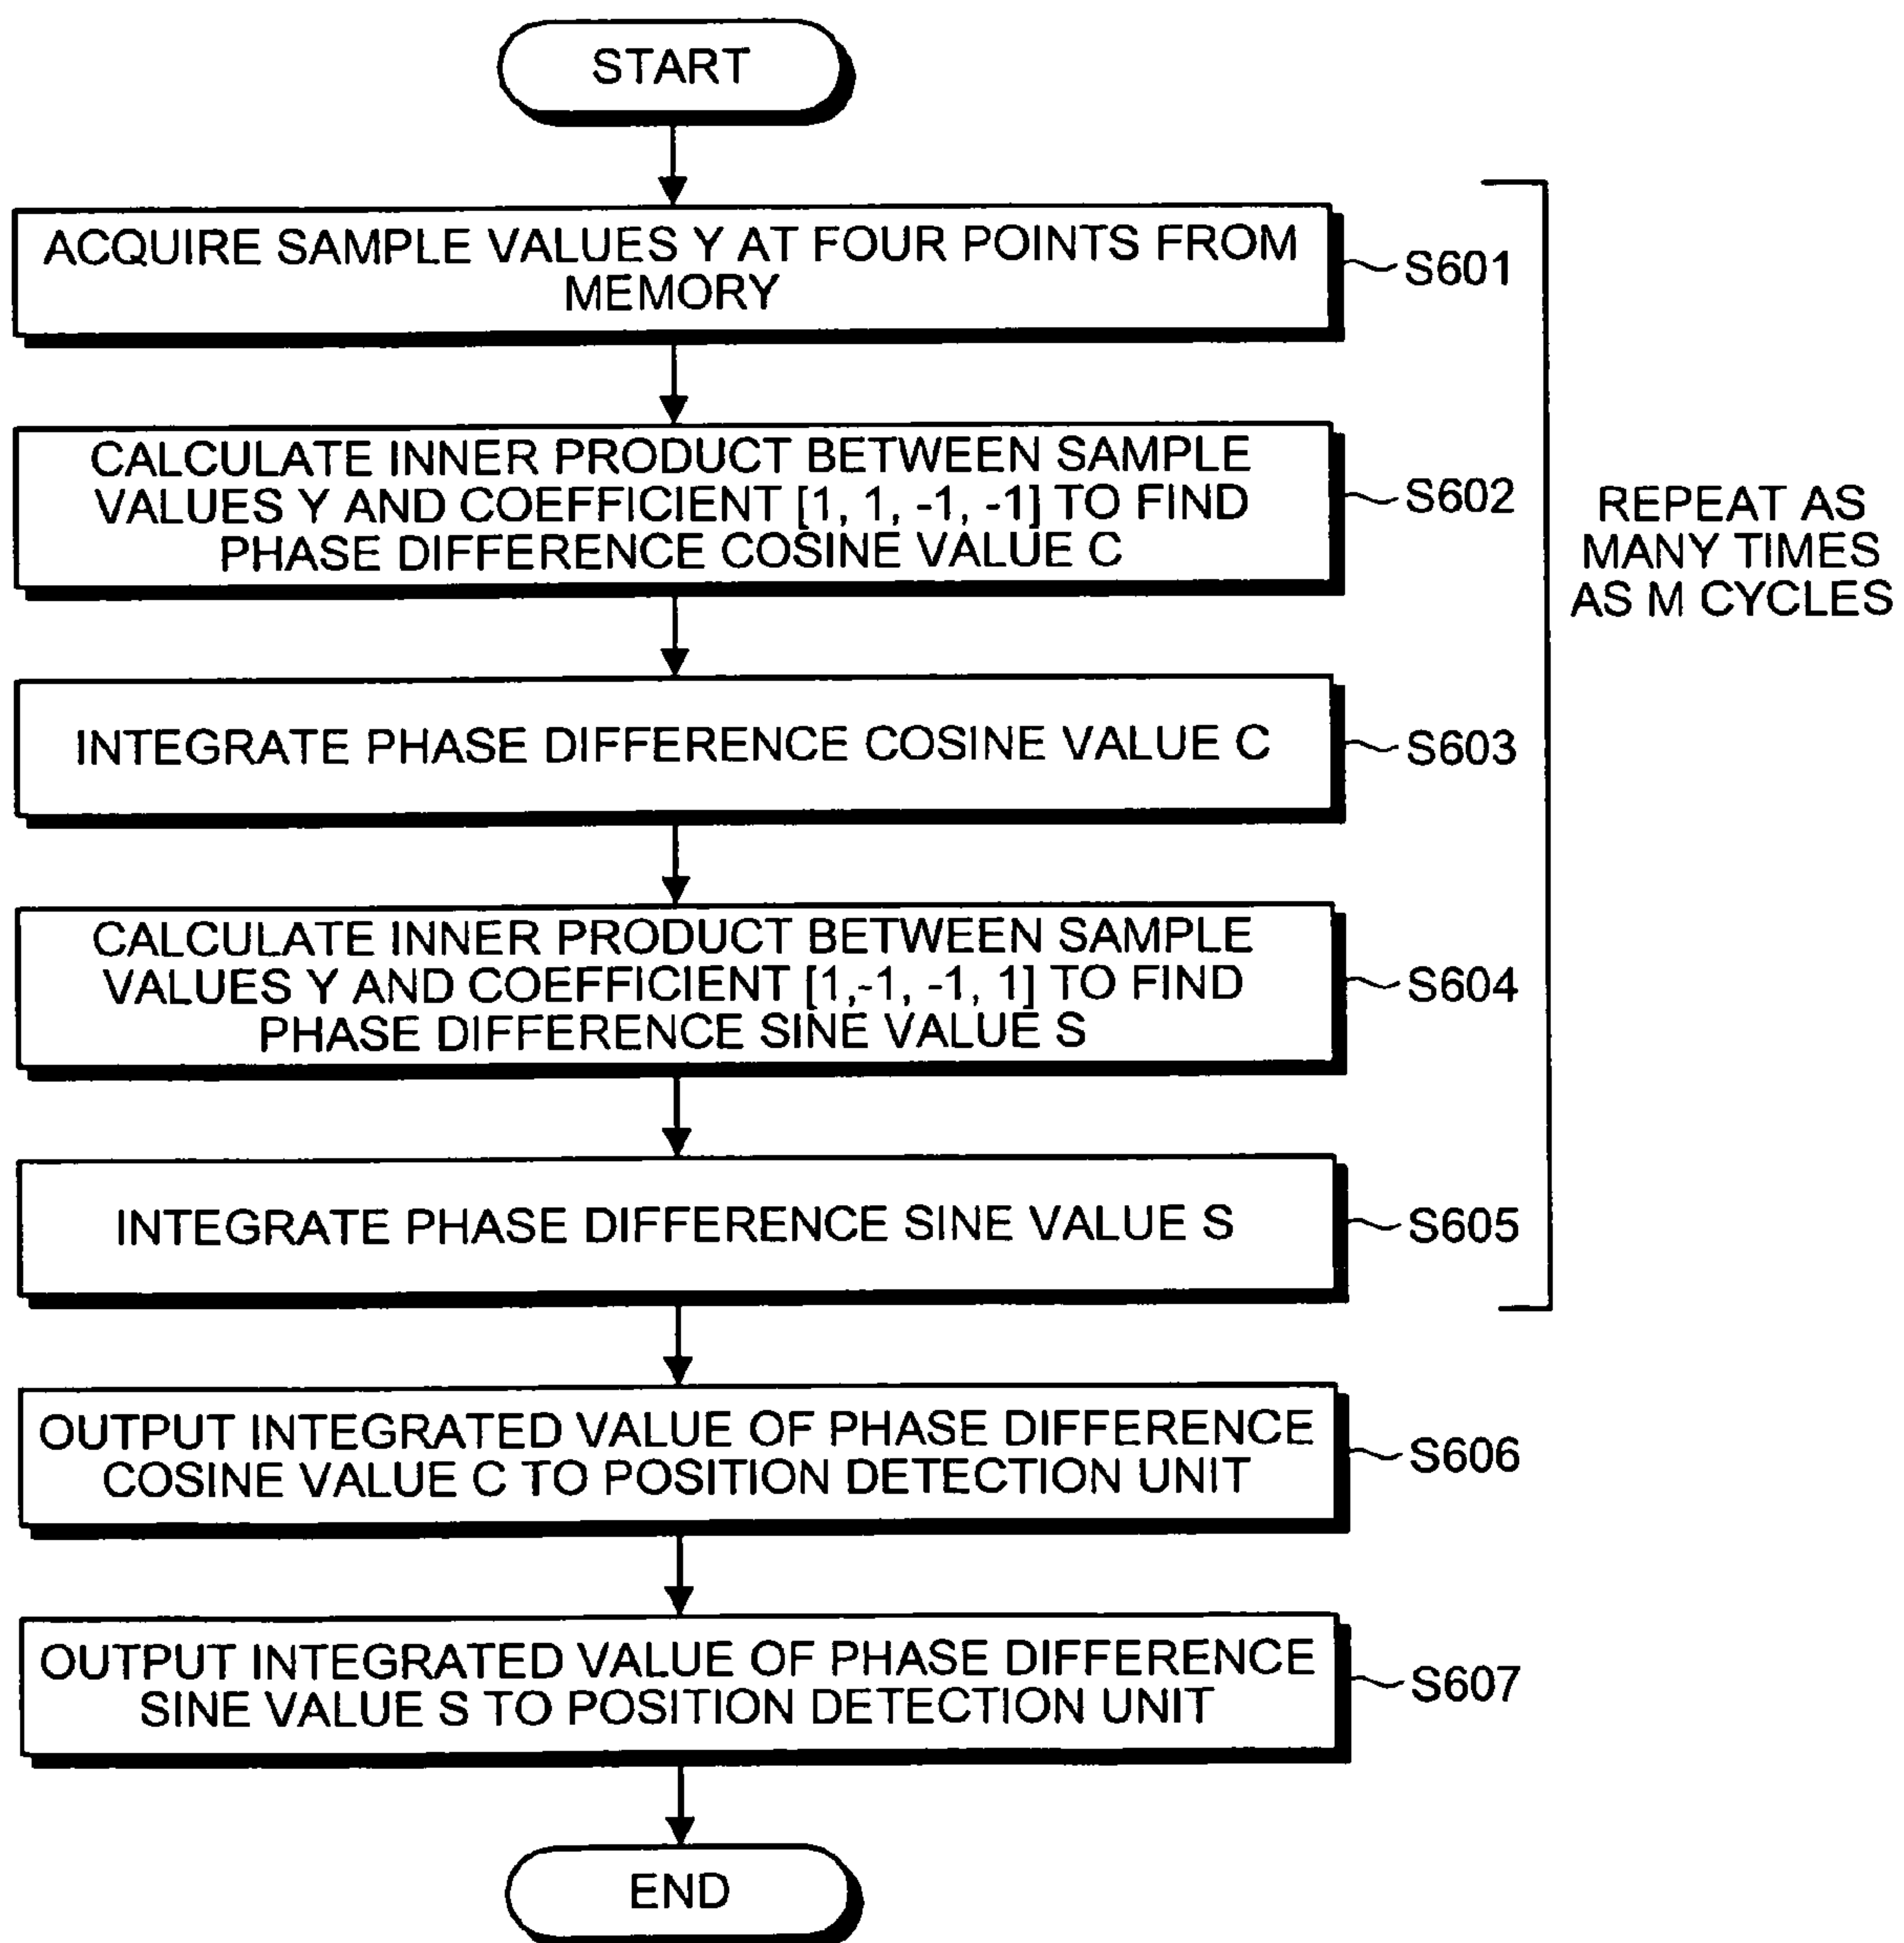 START
ACQUIRE SAMPLE VALUES Y AT FOUR POINTS FROM
MEMORY
S601
CALCULATE INNER PRODUCT BETWEEN SAMPLE
VALUES Y AND COEFFICIENT [1, 1, -1, -1] TO FIND
PHASE DIFFERENCE COSINE VALUE C
S602
REPEAT AS
MANY TIMES
AS M CYCLES
INTEGRATE PHASE DIFFERENCE COSINE VALUE C
S603
CALCULATE INNER PRODUCT BETWEEN SAMPLE
VALUES Y AND COEFFICIENT [1,-1, -1, 1] TO FIND
PHASE DIFFERENCE SINE VALUE S
S604
INTEGRATE PHASE DIFFERENCE SINE VALUE S
S605
OUTPUT INTEGRATED VALUE OF PHASE DIFFERENCE
COSINE VALUE C TO POSITION DETECTION UNIT
S606
OUTPUT INTEGRATED VALUE OF PHASE DIFFERENCE
SINE VALUE S TO POSITION DETECTION UNIT
S607
END